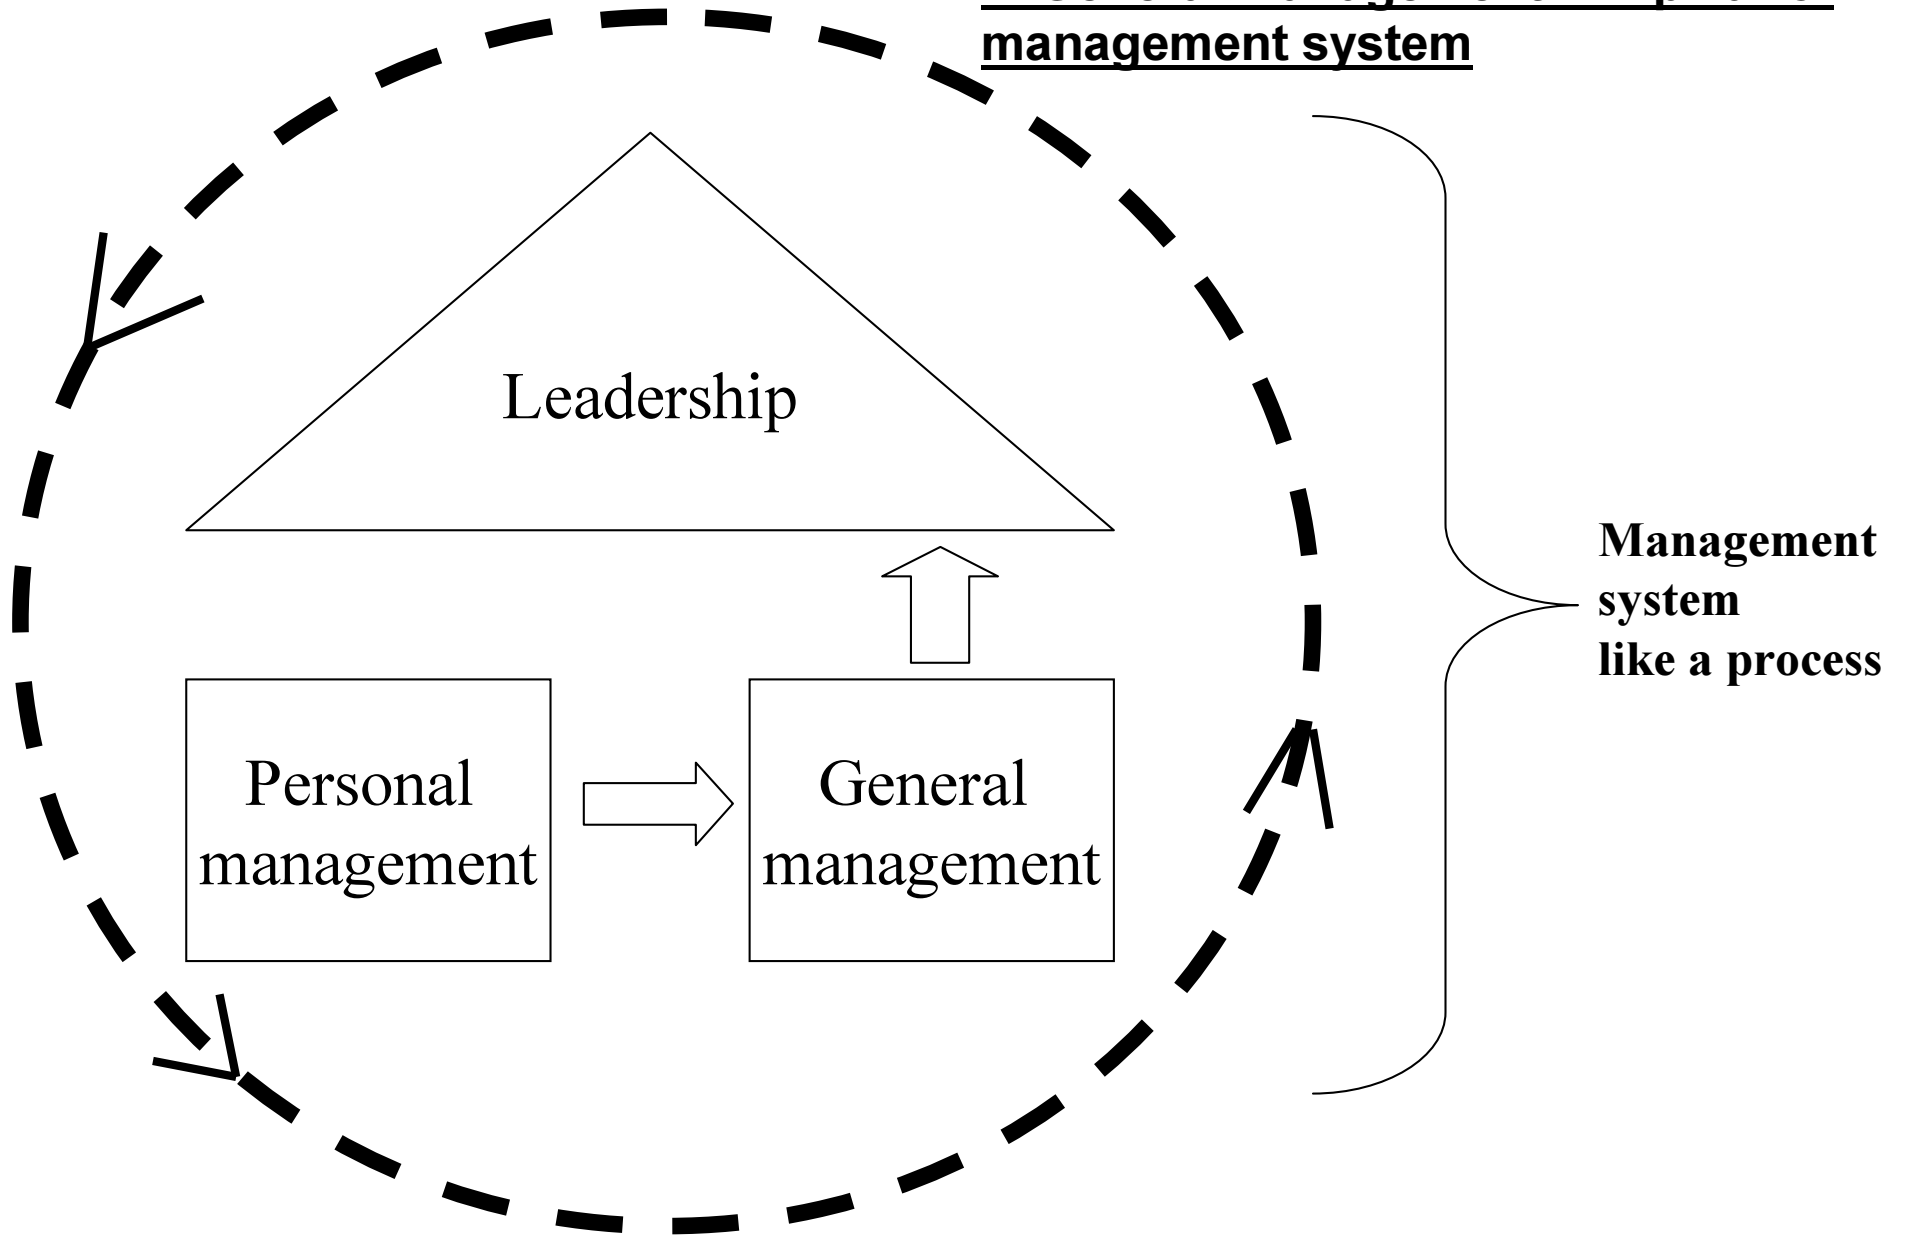 management system
Leadership
Personal
management
General
management
Management
system
like a process